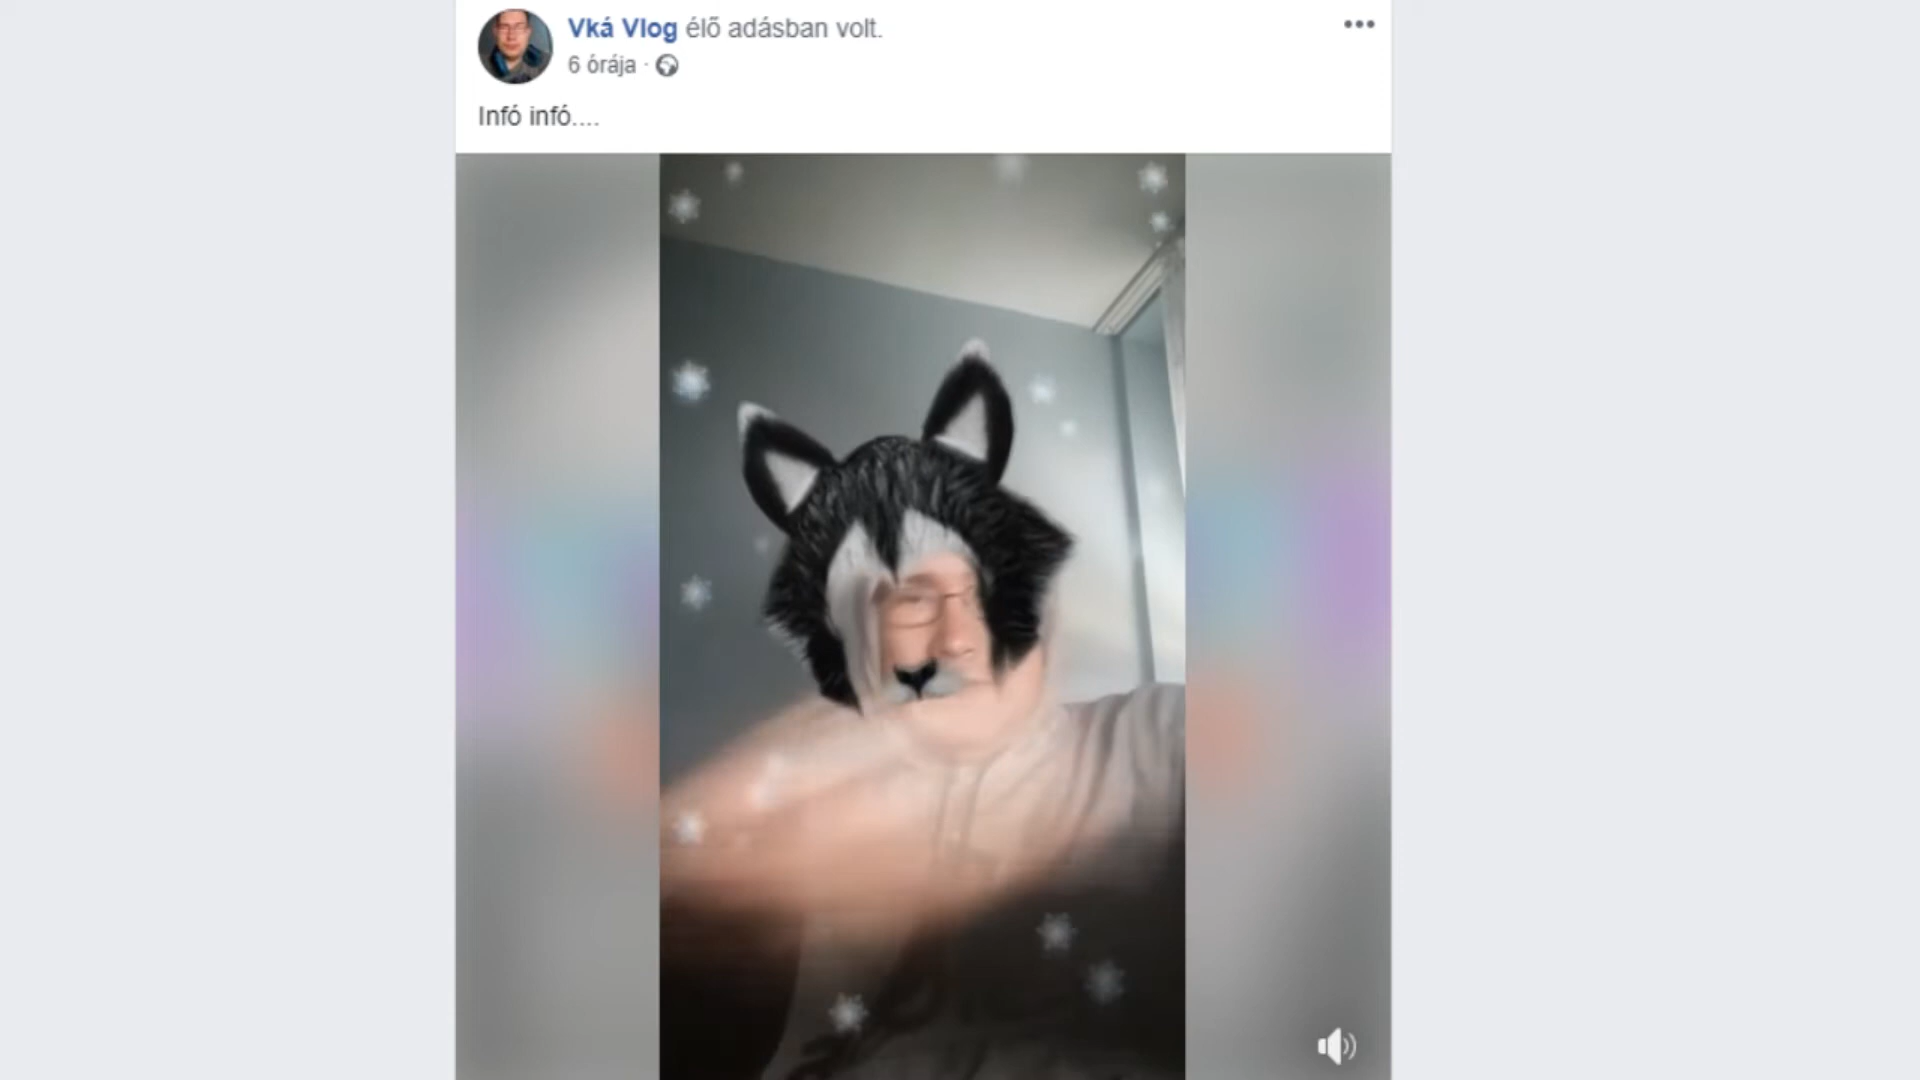 Vká Vlog élő adásban volt.
6 órája ·
Infó infó....